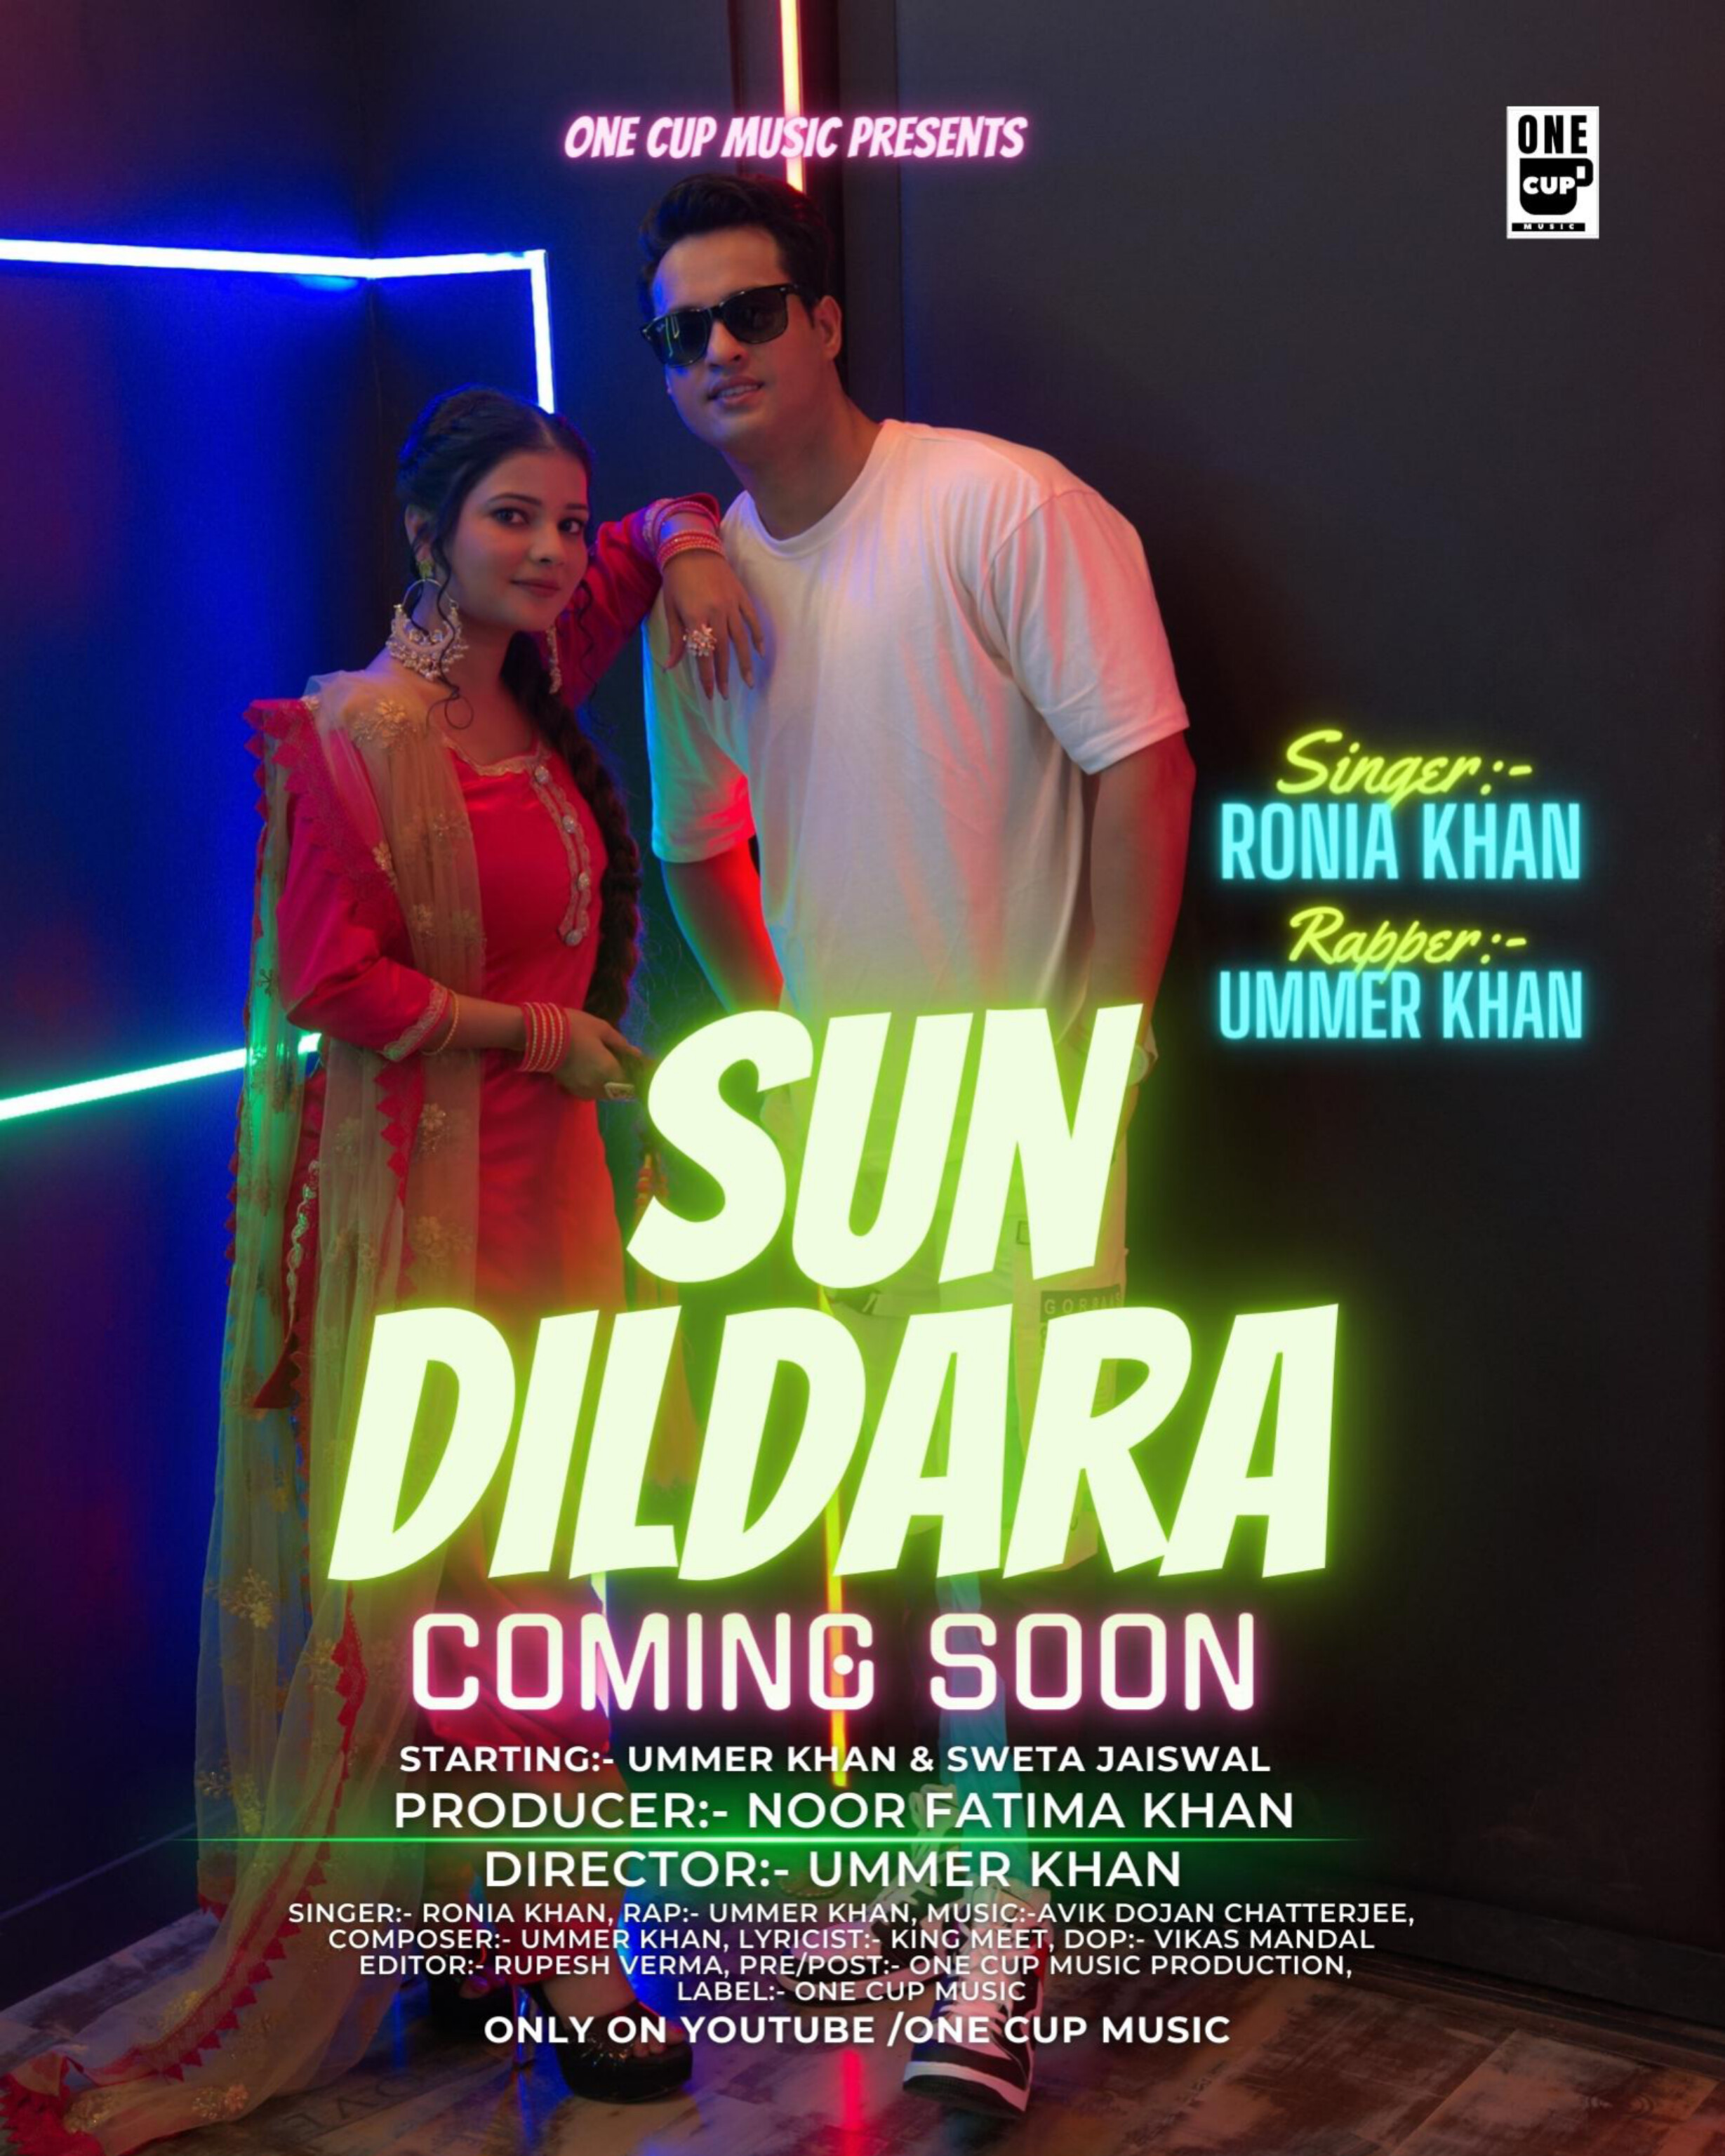 ONE CUP MUSIC PRESENTS
ONE
CUP
MUSIC
Singer:-
RONIA KHAN
Rapper:-
UMMER KHAN
SUN
DILDARA
COMING SOON
STARTING:- UMMER KHAN & SWETA JAISWAL
PRODUCER:- NOOR FATIMA KHAN
DIRECTOR:- UMMER KHAN
SINGER:- RONIA KHAN, RAP:- UMMER KHAN, MUSIC:-AVIK DOJAN CHATTERJEE,
COMPOSER:- UMMER KHAN, LYRICIST:- KING MEET, DOP:- VIKAS MANDAL
EDITOR:- RUPESH VERMA, PRE/POST:- ONE CUP MUSIC PRODUCTION,
LABEL:- ONE CUP MUSIC
ONLY ON YOUTUBE /ONE CUP MUSIC